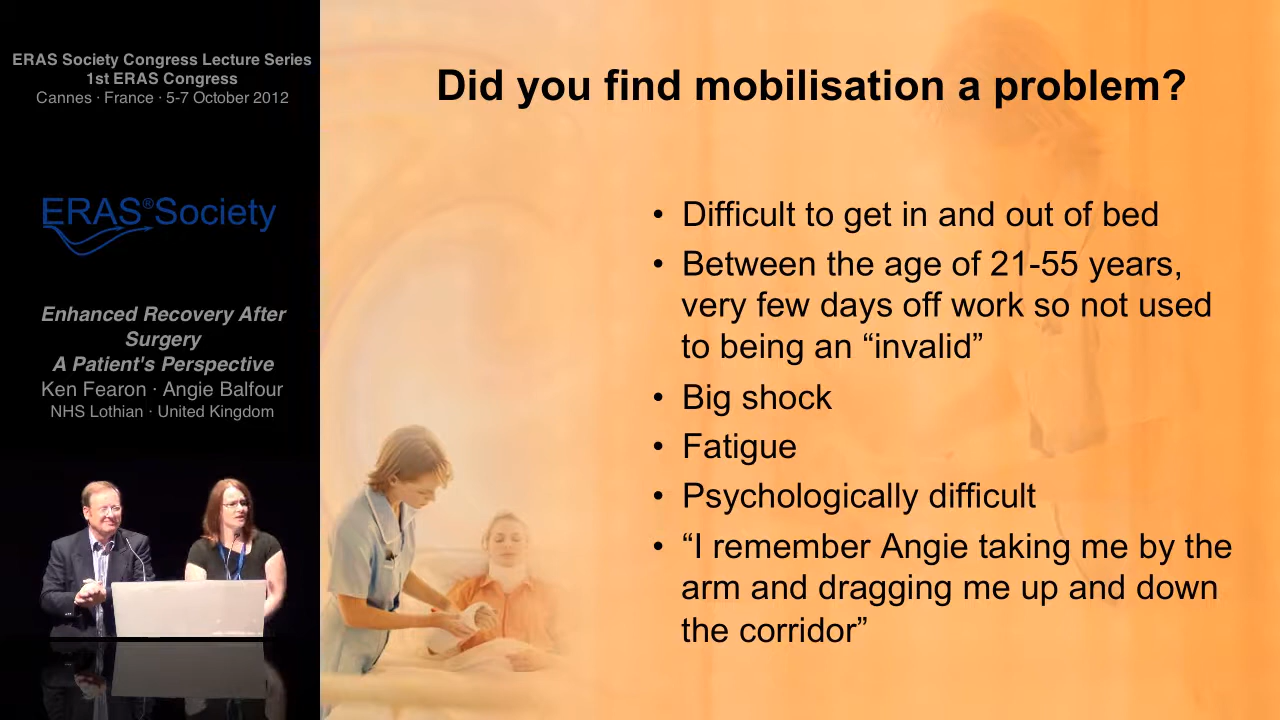 ERAS Society Congress Lecture Series
1st ERAS Congress
Cannes · France · 5-7 October 2012
ERAS®Society
Enhanced Recovery After
Surgery
A Patient's Perspective
Ken Fearon · Angie Balfour
NHS Lothian · United Kingdom
Did you find mobilisation a problem?
• Difficult to get in and out of bed
• Between the age of 21-55 years,
very few days off work so not used
to being an “invalid”
• Big shock
• Fatigue
• Psychologically difficult
• “I remember Angie taking me by the
arm and dragging me up and down
the corridor”